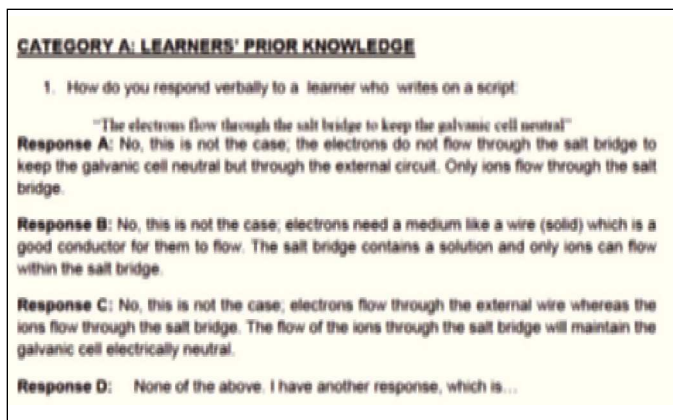 CATEGORY A: LEARNERS' PRIOR KNOWLEDGE
1. How do you respond verbally to a learner who writes on a script:
"The electrons flow through the salt bridge to keep the galvanic cell neutral"
Response A: No, this is not the case; the electrons do not flow through the salt bridge to
keep the galvanic cell neutral but through the external circuit. Only ions flow through the salt
bridge.
Response B: No, this is not the case; electrons need a medium like a wire (solid) which is a
good conductor for them to flow. The salt bridge contains a solution and only ions can flow
within the salt bridge.
Response C: No, this is not the case; electrons flow through the external wire whereas the
ions flow through the salt bridge. The flow of the ions through the salt bridge will maintain the
galvanic cell electrically neutral.
Response D: None of the above. I have another response, which is…